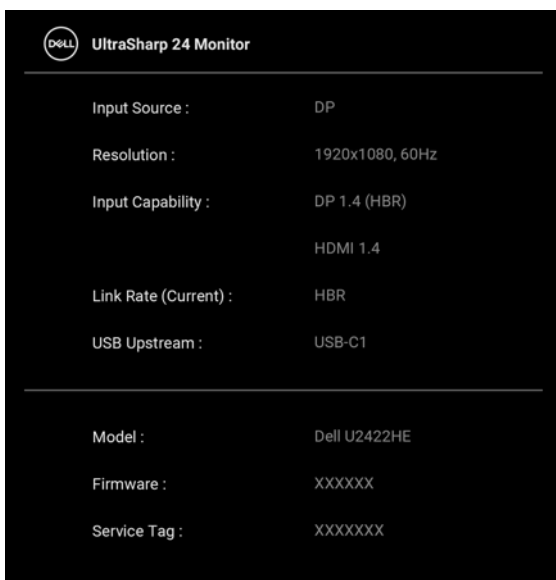 DELL UltraSharp 24 Monitor
Input Source : DP
Resolution : 1920x1080, 60Hz
Input Capability : DP 1.4 (HBR)
HDMI 1.4
Link Rate (Current) : HBR
USB Upstream : USB-C1
Model : Dell U2422HE
Firmware : XXXXXX
Service Tag : XXXXXXX